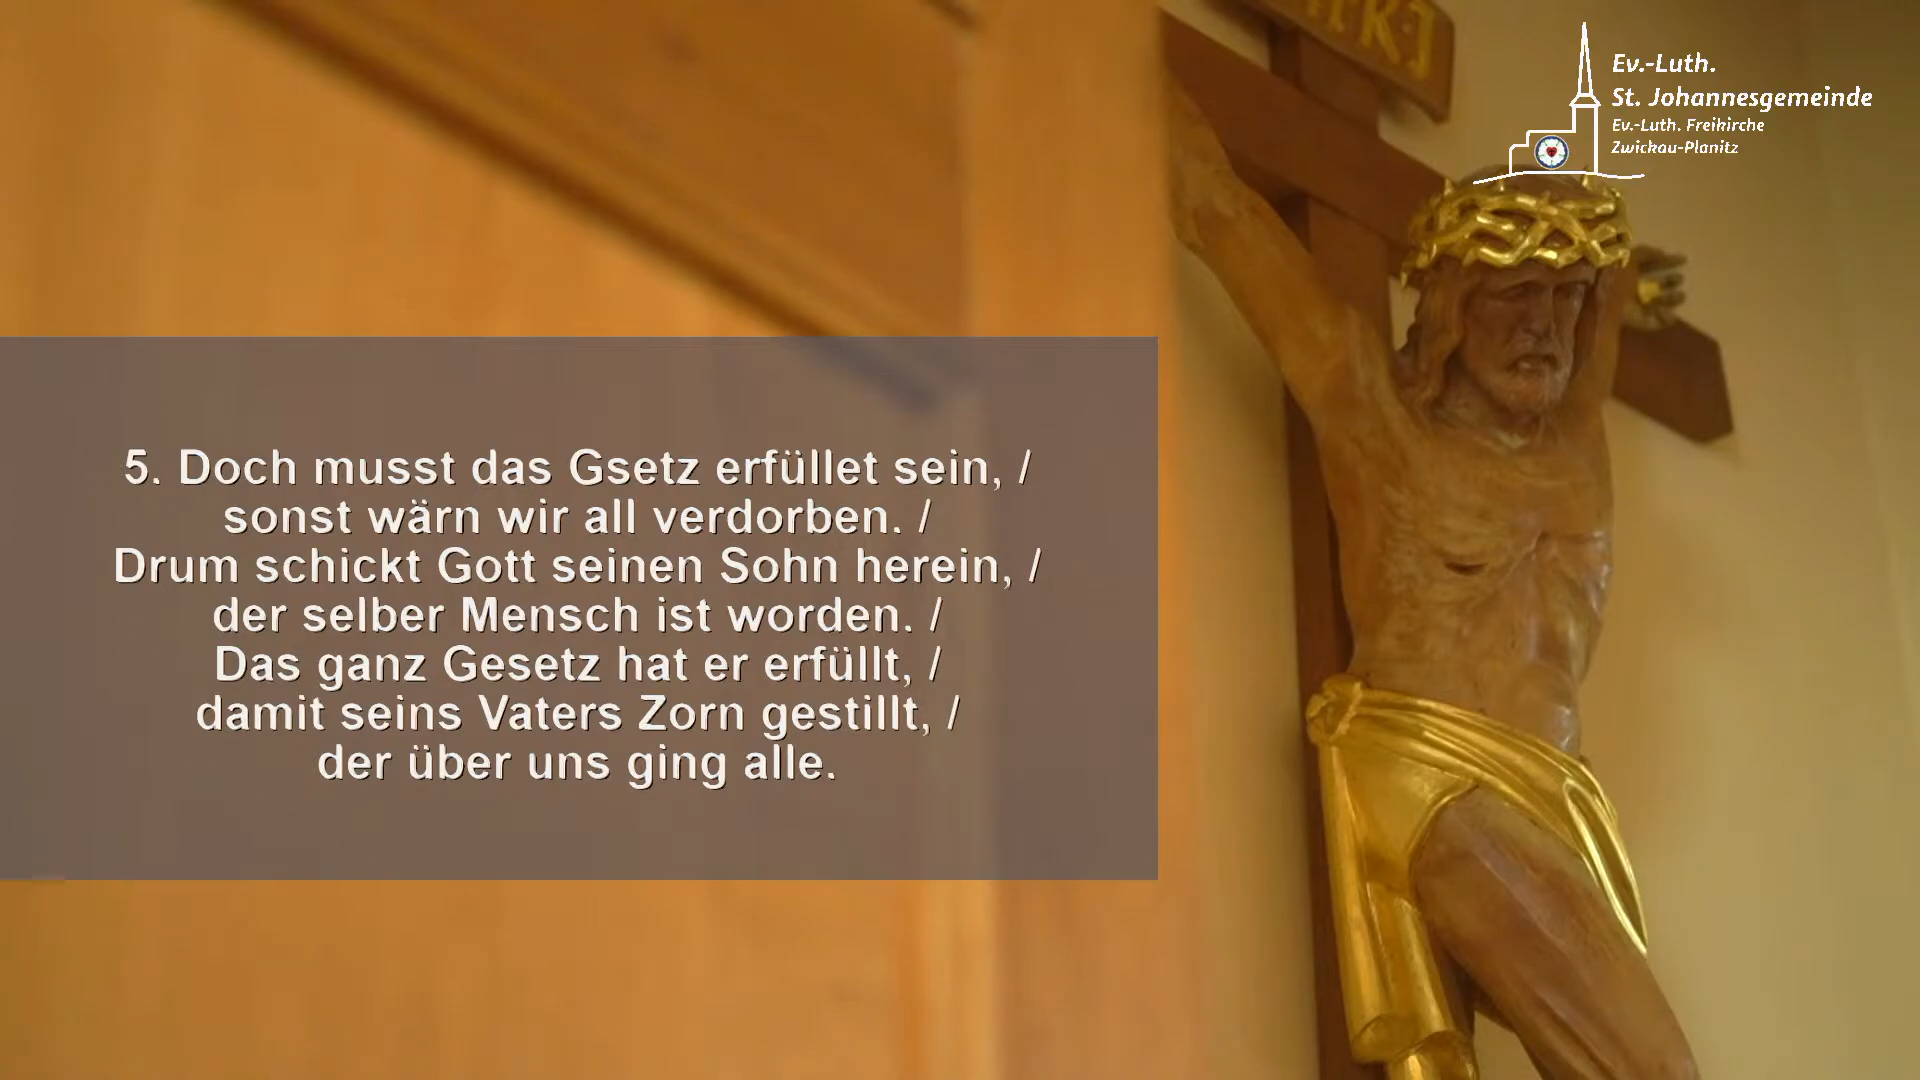 Ev.-Luth.
St. Johannesgemeinde
Ev.-Luth. Freikirche
Zwickau-Planitz
5. Doch musst das Gsetz erfüllet sein, /
sonst wärn wir all verdorben. /
Drum schickt Gott seinen Sohn herein, /
der selber Mensch ist worden. /
Das ganz Gesetz hat er erfüllt, /
damit seins Vaters Zorn gestillt, /
der über uns ging alle.